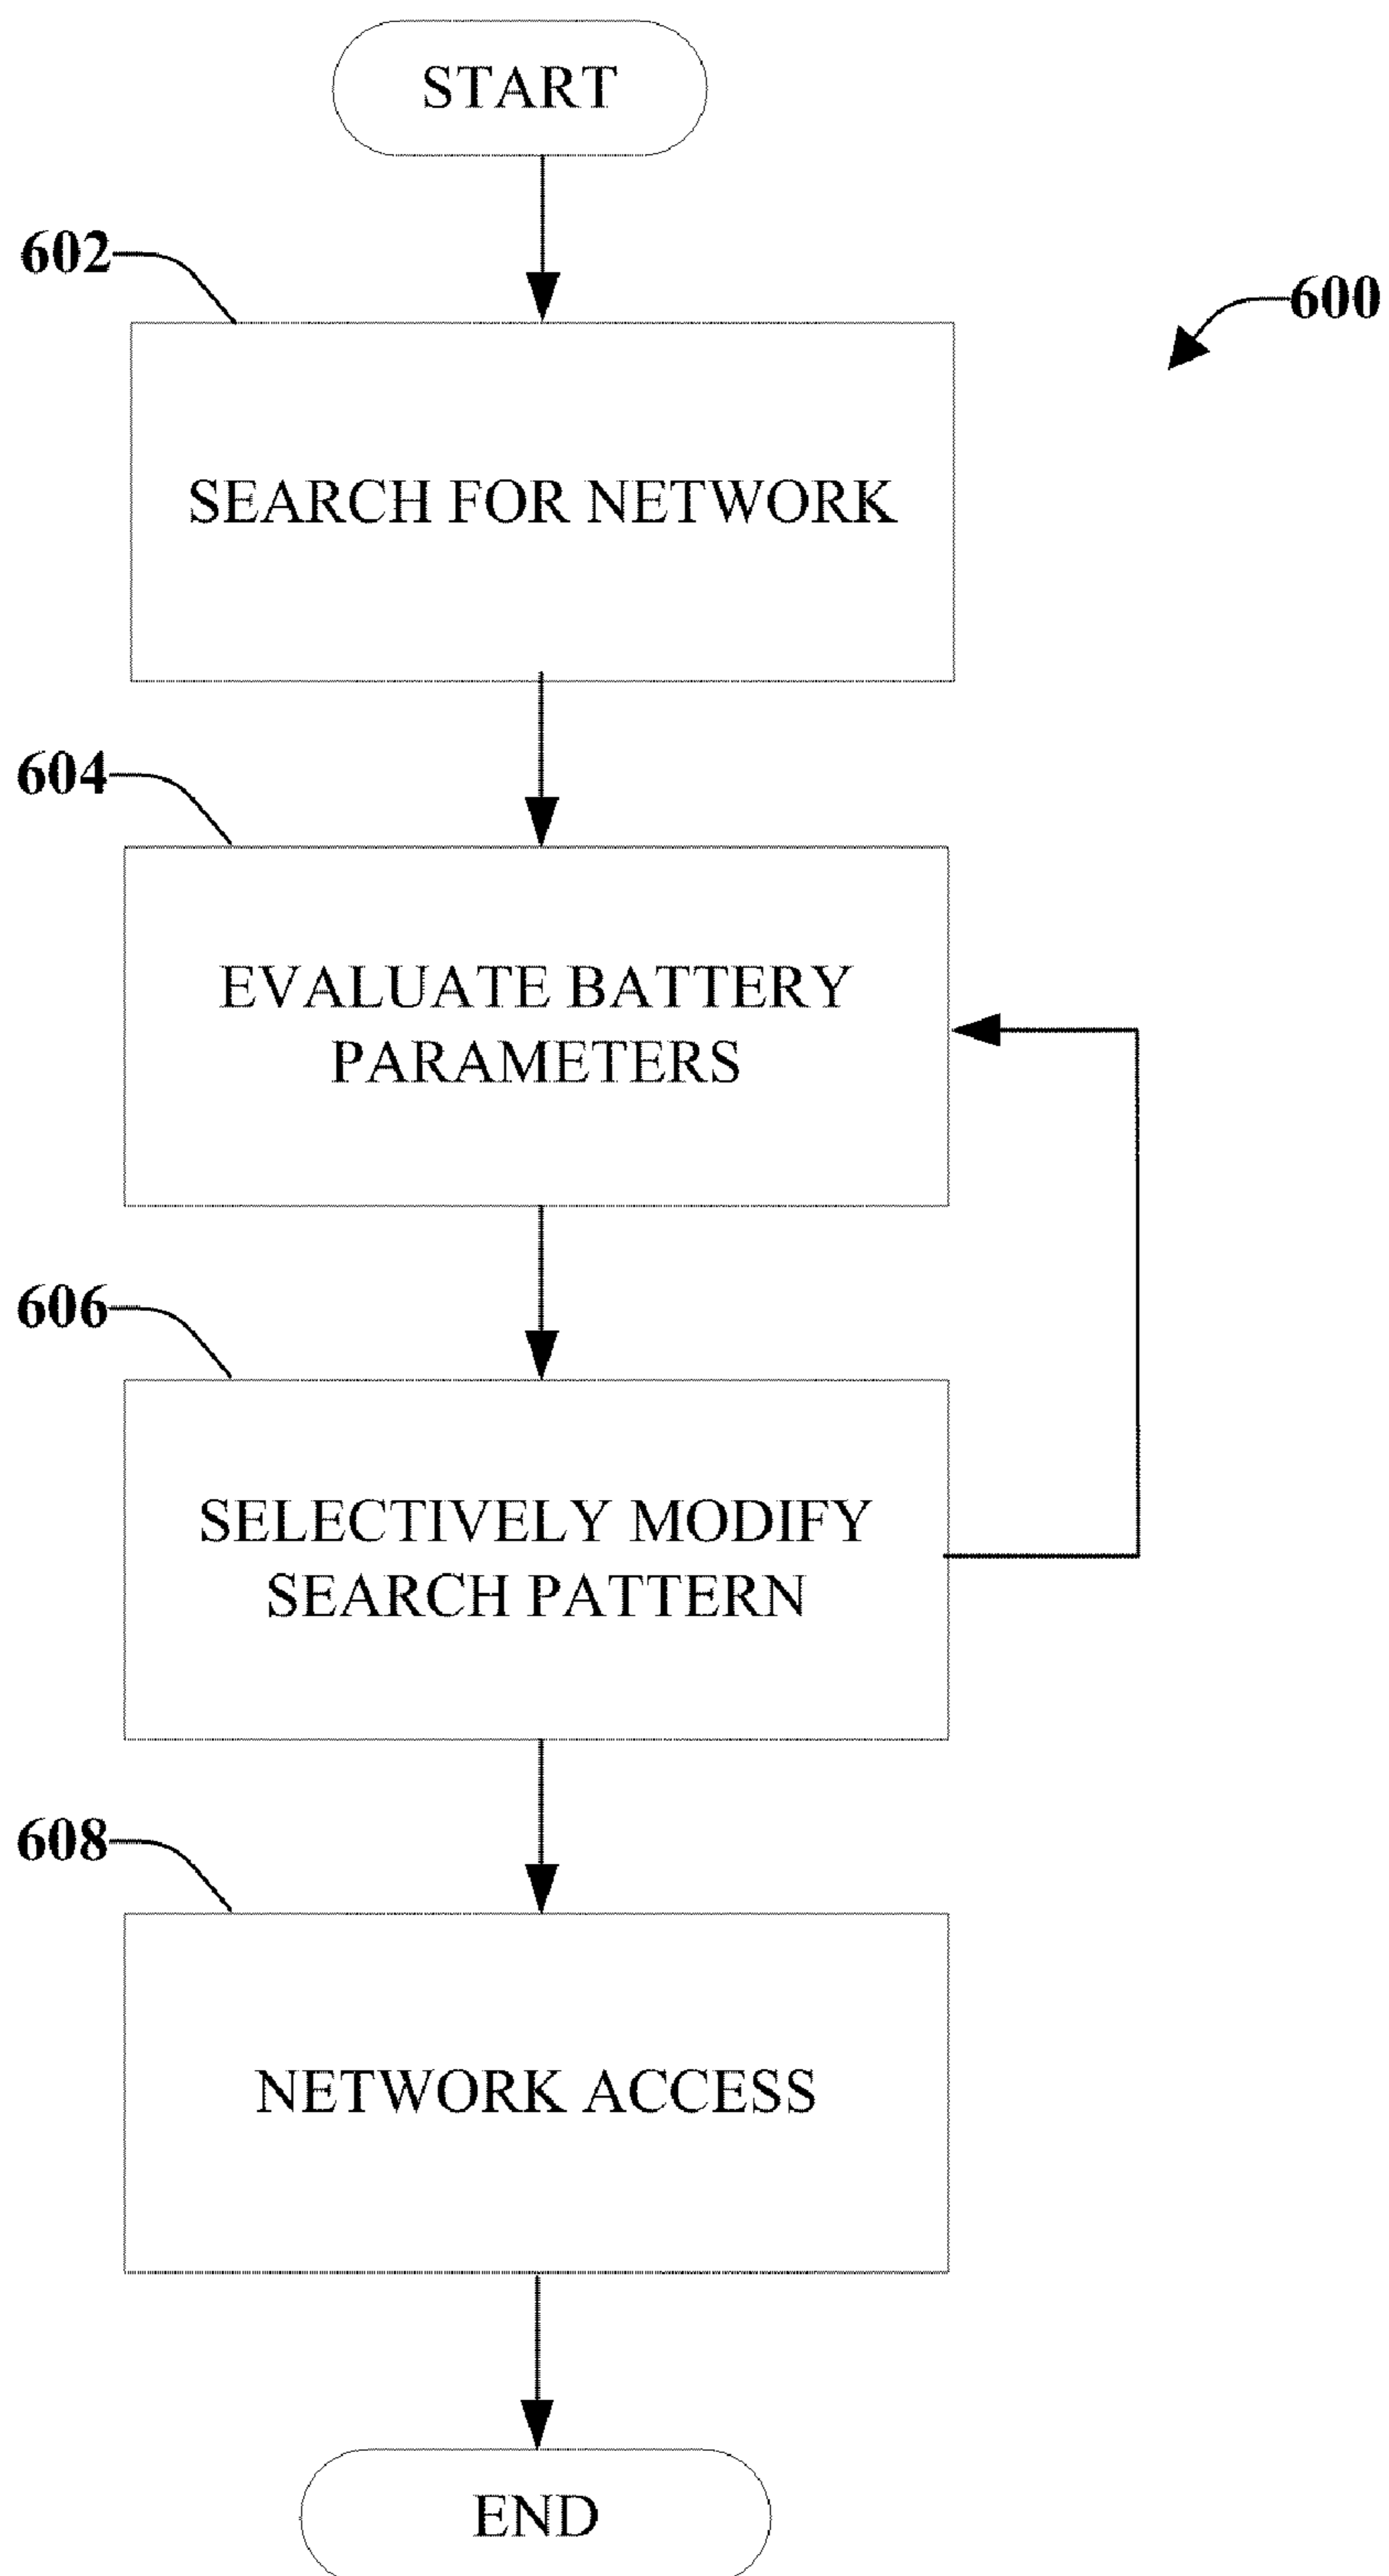 START
602
600
SEARCH FOR NETWORK
604
EVALUATE BATTERY
PARAMETERS
606
SELECTIVELY MODIFY
SEARCH PATTERN
608
NETWORK ACCESS
END